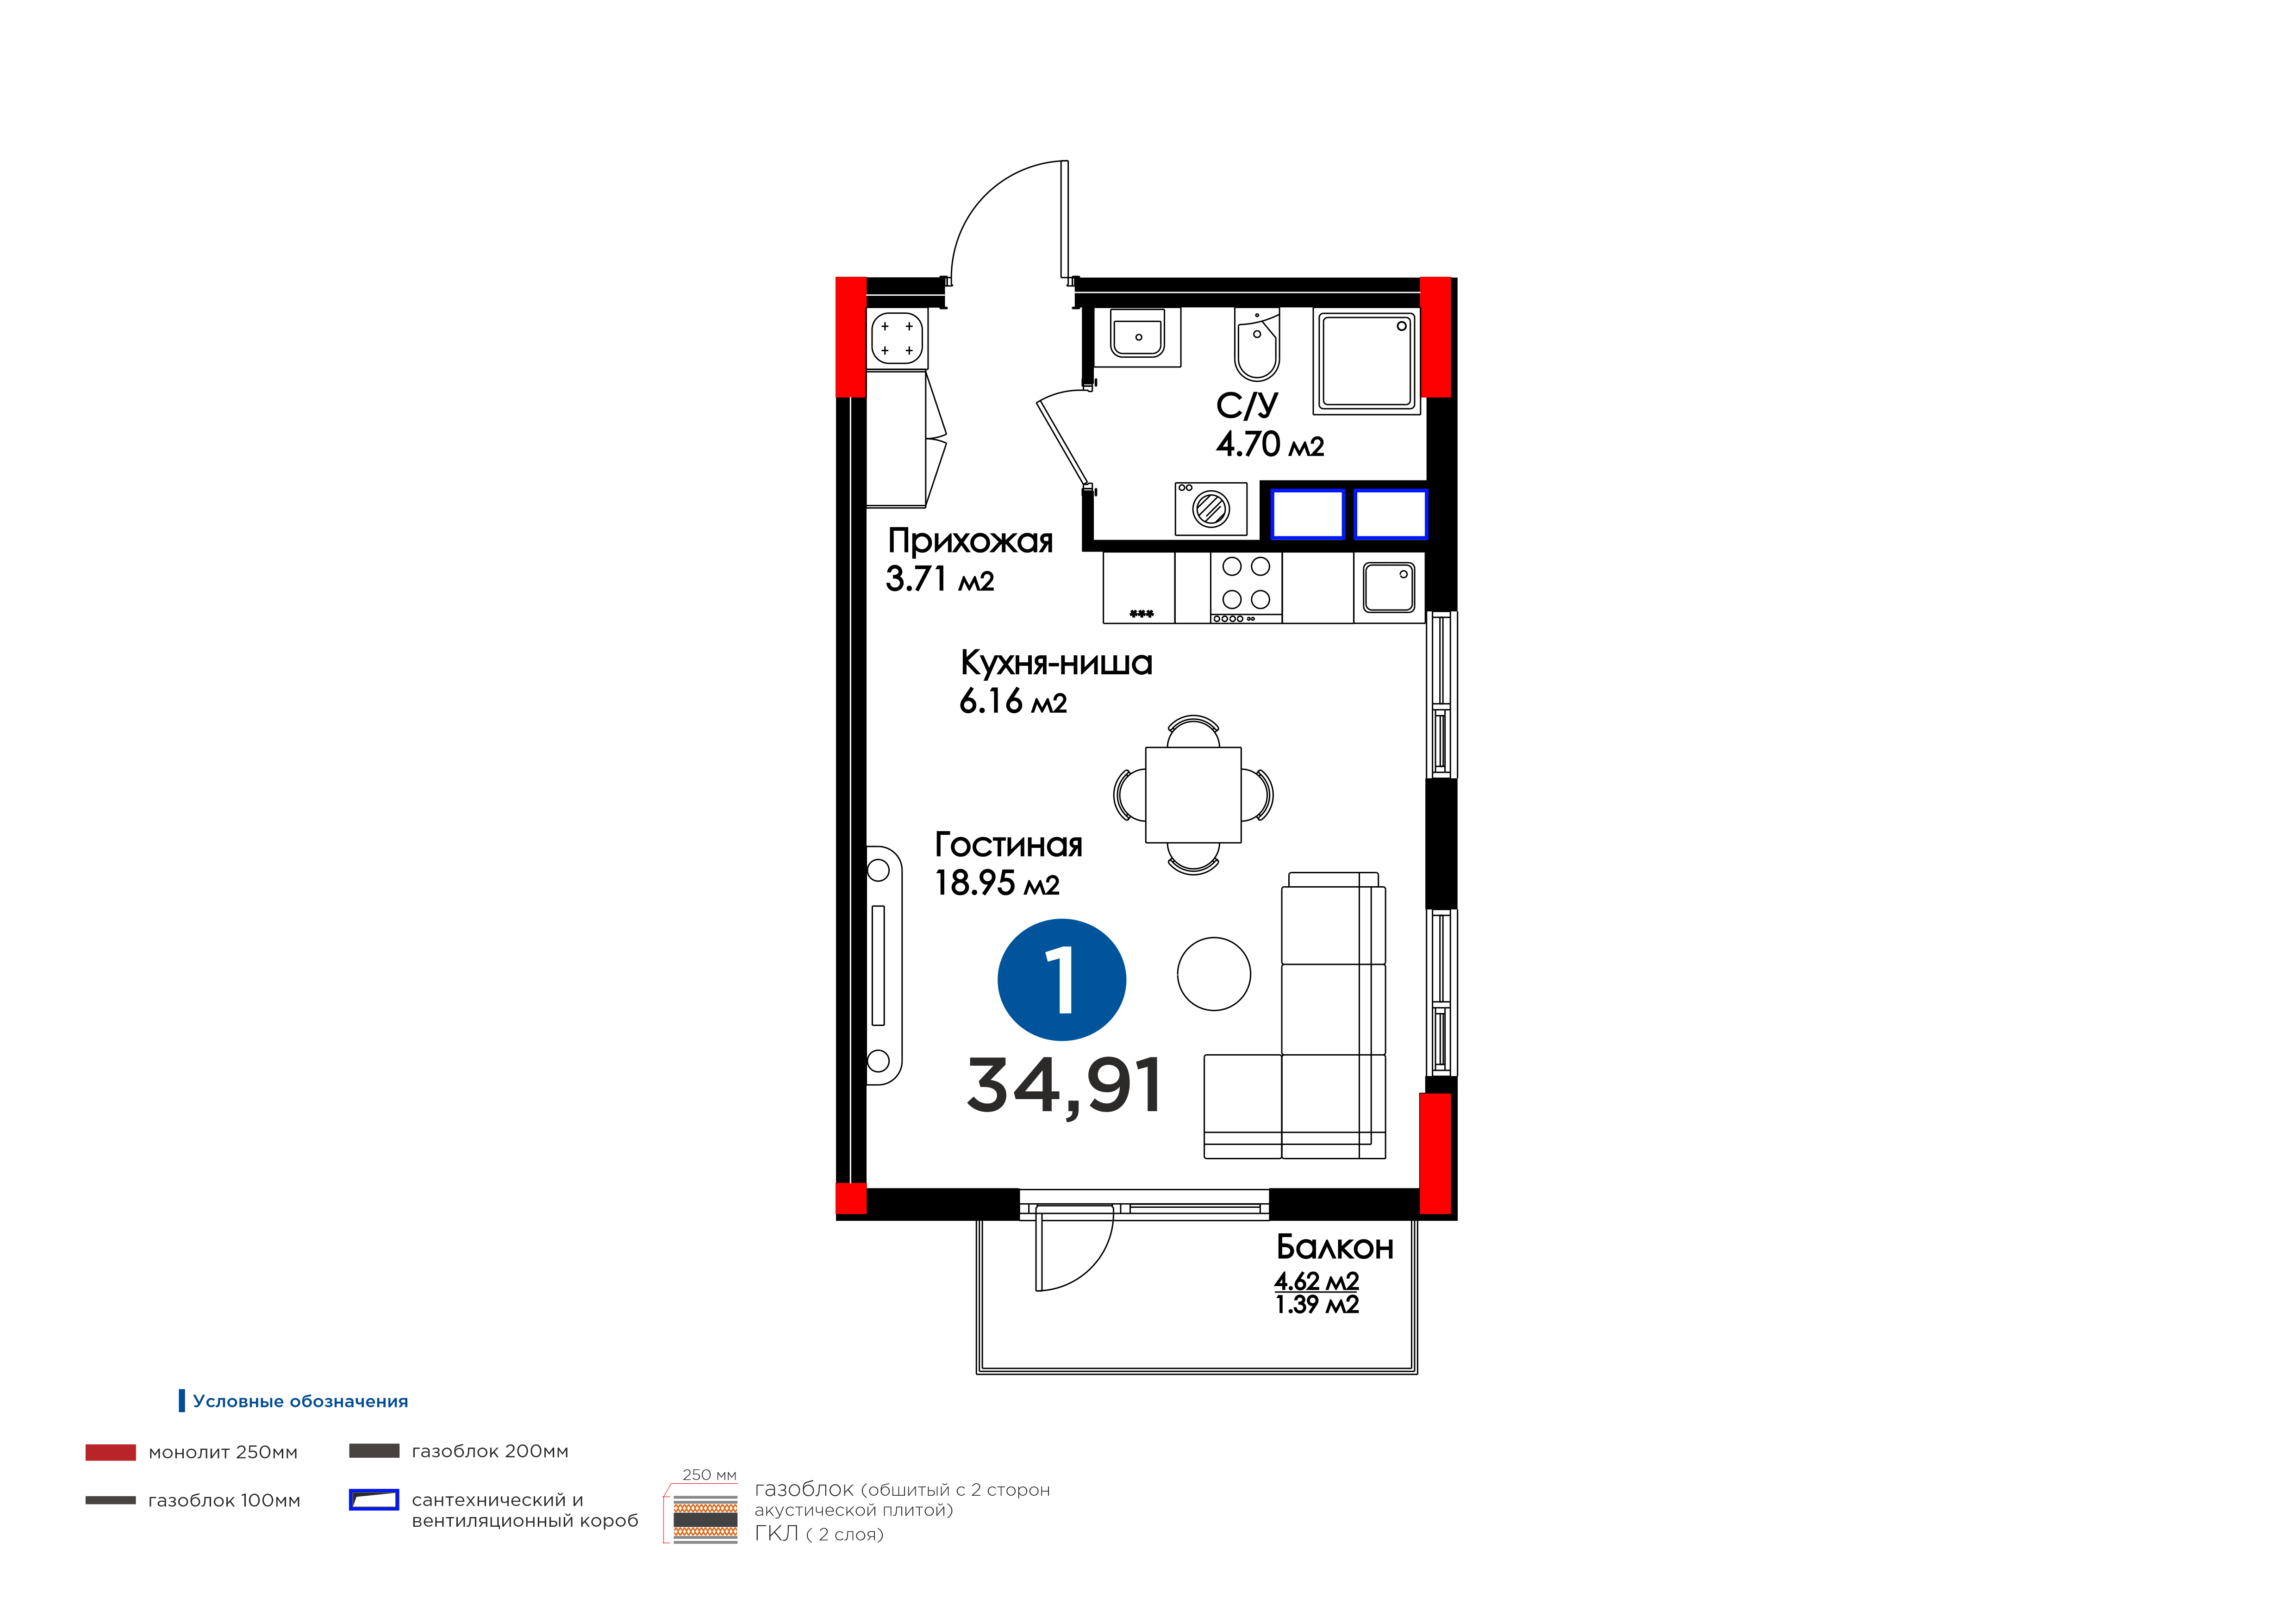 С/У
4.70 м2
Прихожая
3.71 м2
Кухня-ниша
6.16 м2
Гостиная
18.95 м2
1
34,91
Балкон
4.62 м2
1.39 м2
Условные обозначения
монолит 250мм
газоблок 200мм
газоблок 100мм
сантехнический и
вентиляционный короб
250 мм
газоблок (обшитый с 2 сторон
акустической плитой)
ГКЛ ( 2 слоя)